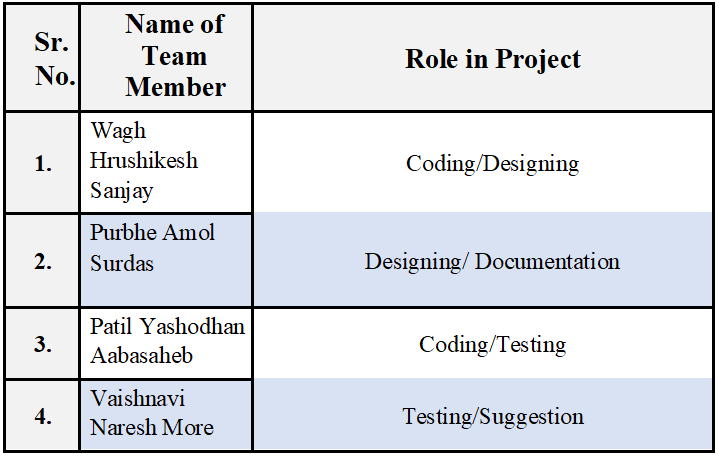 Sr.
No.
Name of
Team
Member
Role in Project
1.
Wagh
Hrushikesh
Sanjay
Coding/Designing
2.
Purbhe Amol
Surdas
Designing/ Documentation
3.
Patil Yashodhan
Aabasaheb
Coding/Testing
4.
Vaishnavi
Naresh More
Testing/Suggestion